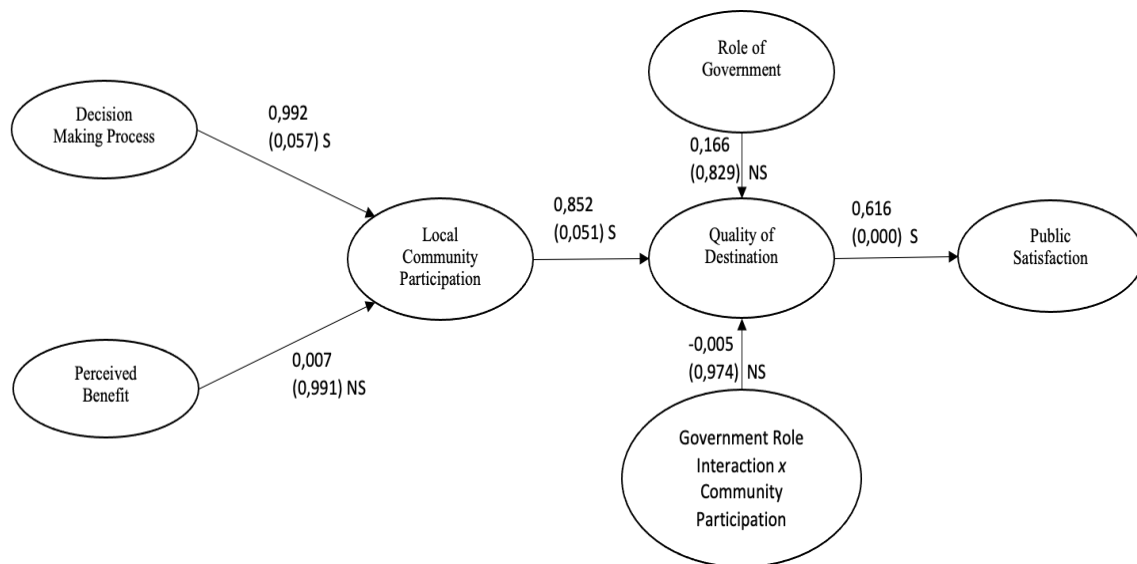 Role of
Government
Decision
Making Process
0,992
(0,057) S
0,166
(0,829) NS
Local
Community
Participation
0,852
(0,051) S
Quality of
Destination
0,616
(0,000) S
Public
Satisfaction
Perceived
Benefit
0,007
(0,991) NS
-0,005
(0,974) NS
Government Role
Interaction x
Community
Participation